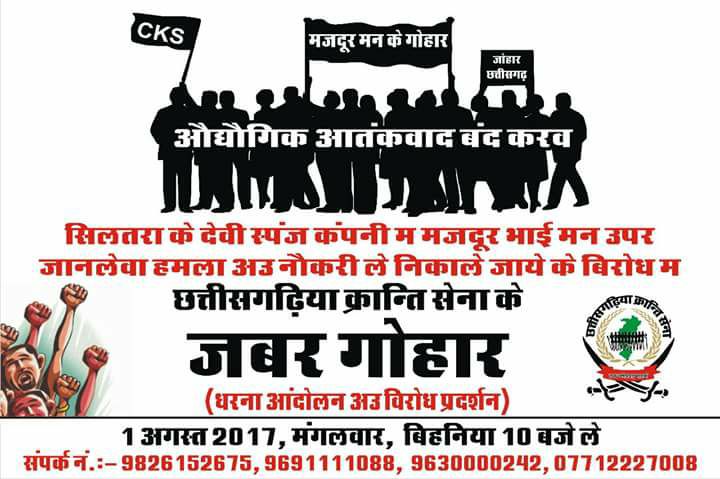 CKS
मजदूर मन के गोहार
जोहार
छत्तीसगढ़
औद्योगिक आतंकवाद बंद करव
सिलतरा के देवी स्पंज कंपनी म मजदूर भाई मन उपर
जानलेवा हमला अउ नौकरी ले निकाले जाये के बिरोध म
छत्तीसगढ़िया क्रान्ति सेना के
छत्तीसगढ़िया क्रान्ति सेना
जबर गोहार
(धरना आंदोलन अउ विरोध प्रदर्शन)
1 अगस्त 2017, मंगलवार, बिहनिया 10 बजे ले
संपर्क नं.:– 9826152675, 9691111088, 9630000242, 07712227008